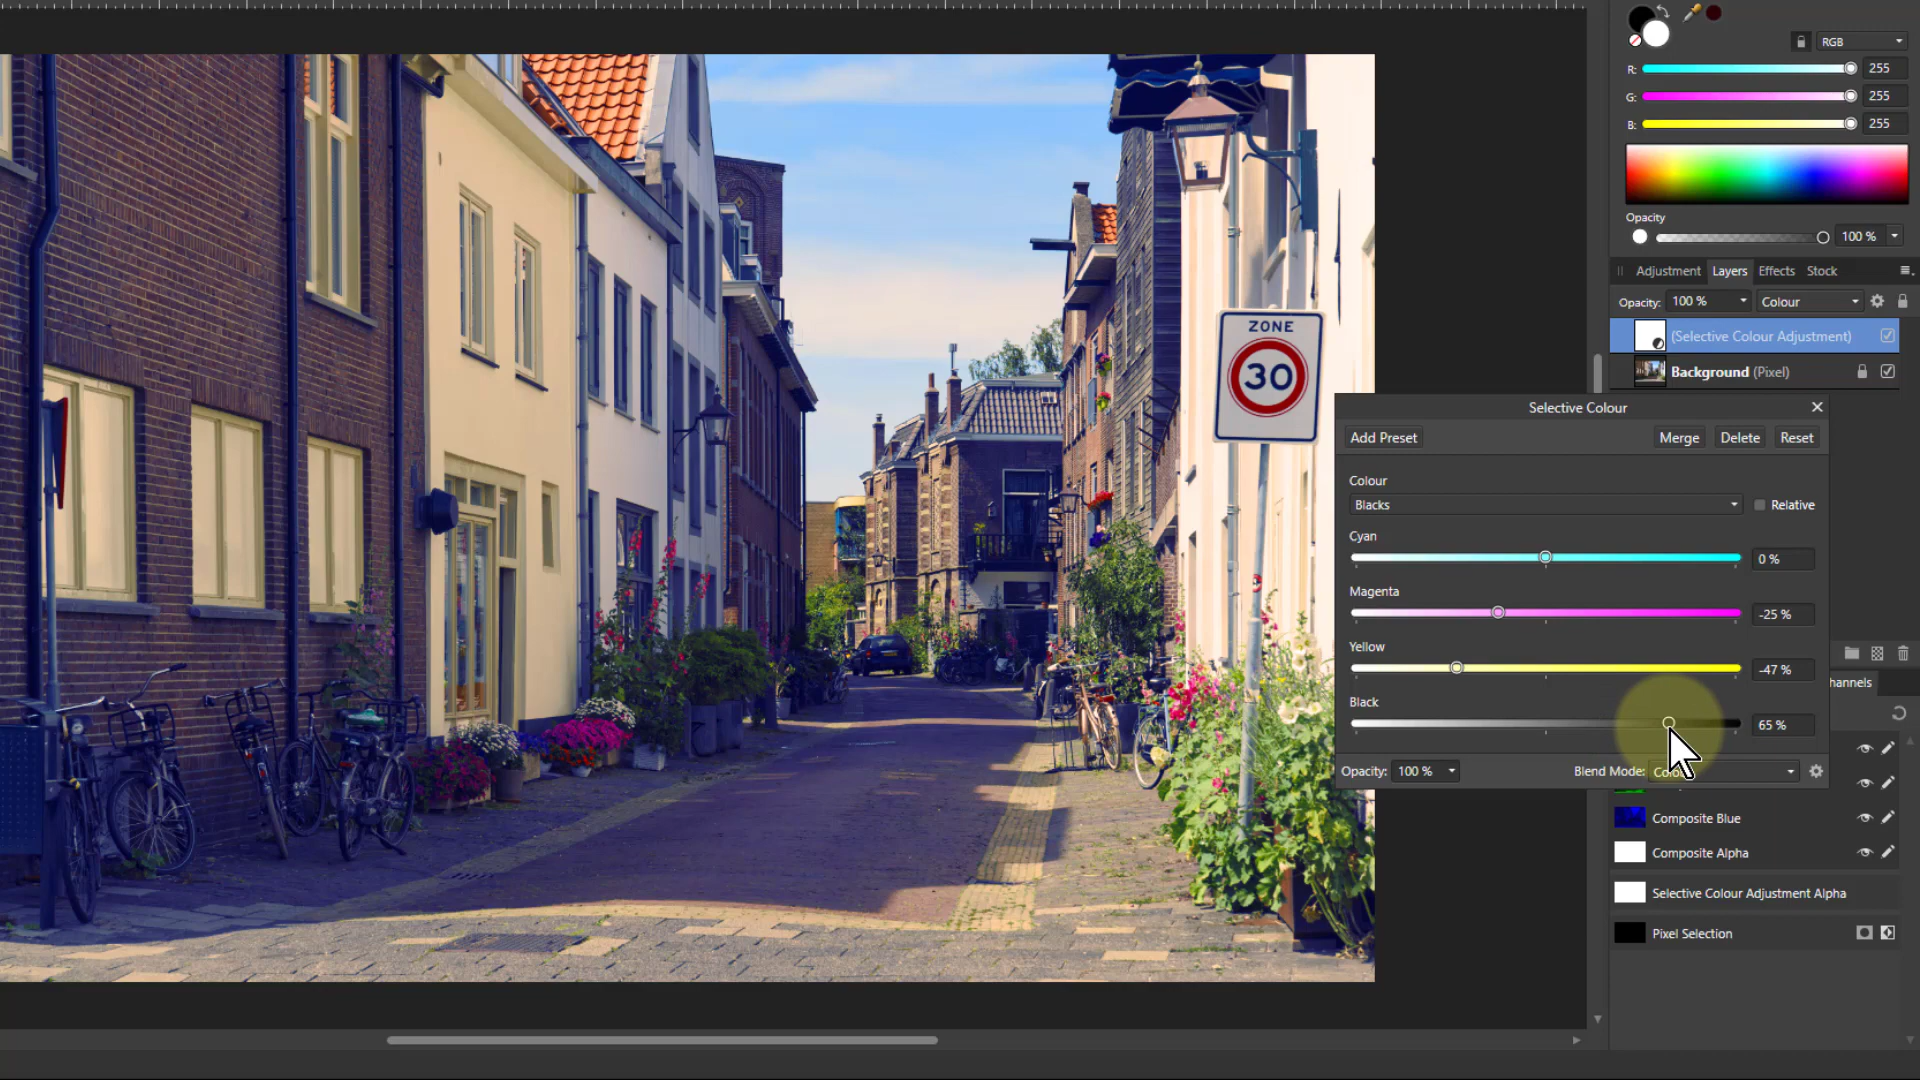 RGB
R: 255
G: 255
B: 255
Opacity
100 %
Adjustment Layers Effects Stock
Opacity: 100 % Colour
(Selective Colour Adjustment)
Background (Pixel)
ZONE
30
Selective Colour
Add Preset Merge Delete Reset
Colour
Blacks Relative
Cyan
0 %
Magenta
-25 %
Yellow
-47 %
hannels
Black
65 %
Opacity: 100 % Blend Mode:
Composite Blue
Composite Alpha
Selective Colour Adjustment Alpha
Pixel Selection